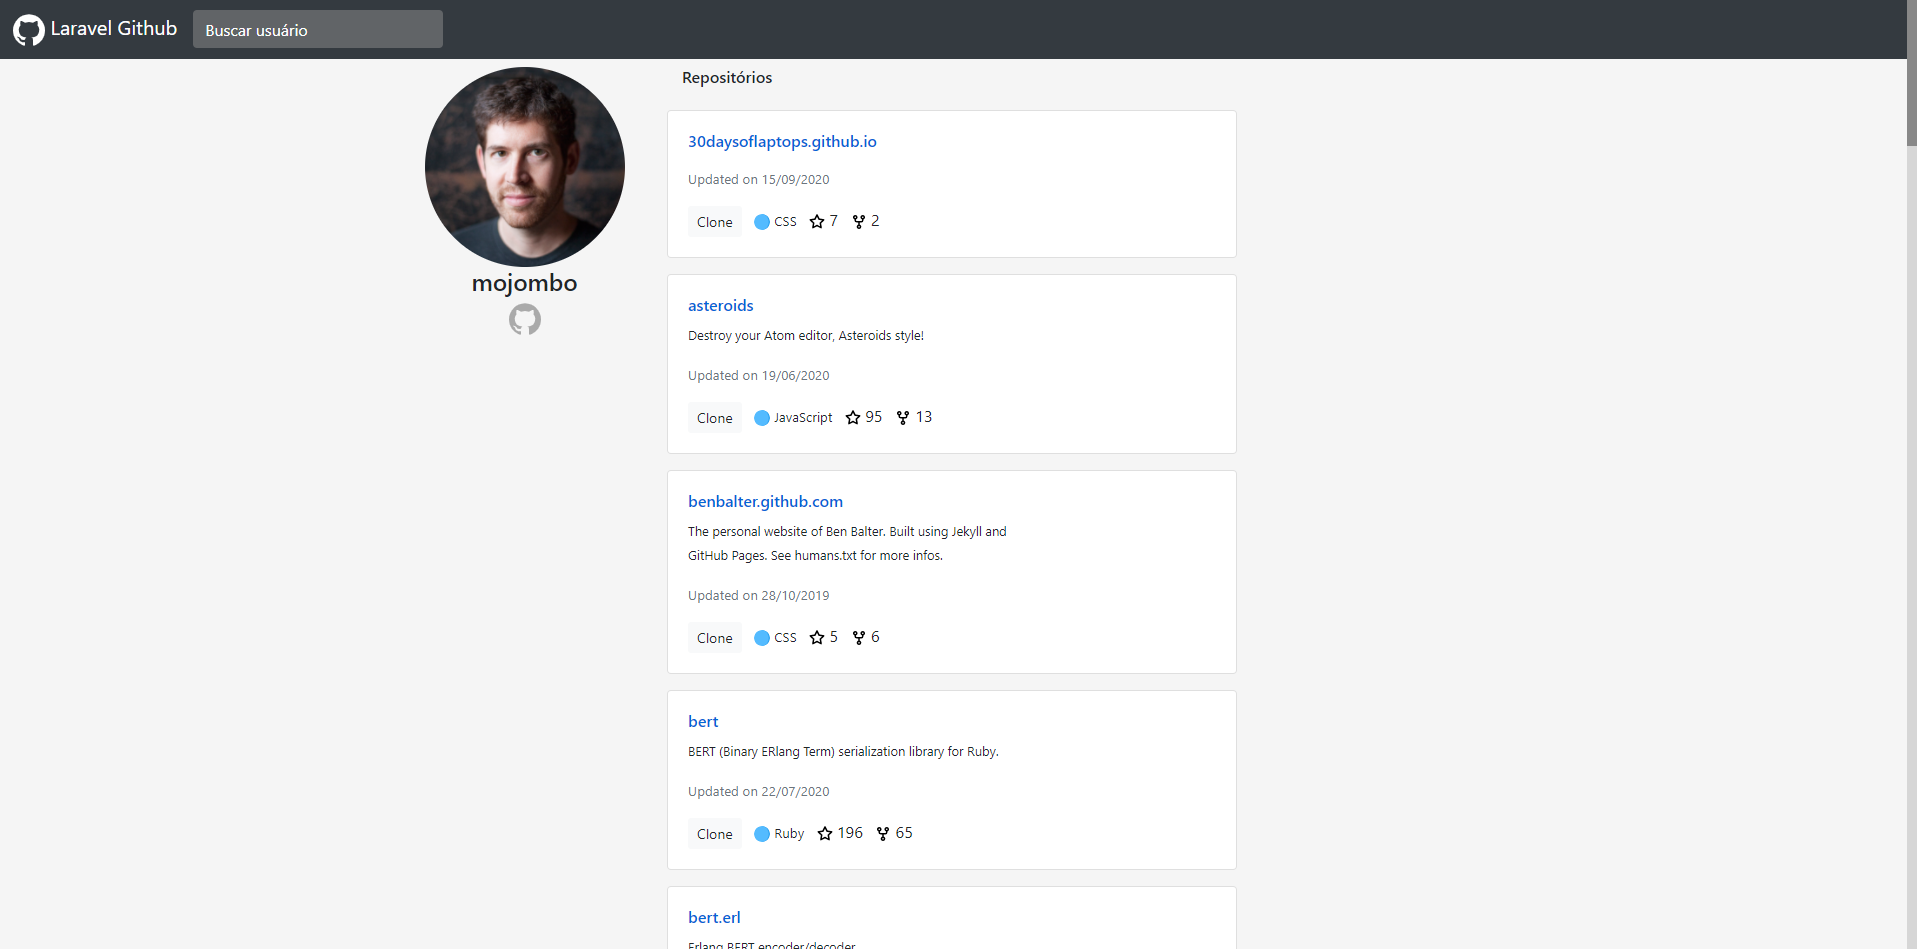 Laravel Github
Buscar usuário
mojombo
Repositórios
30daysoflaptops.github.io
Updated on 15/09/2020
Clone CSS 7 2
asteroids
Destroy your Atom editor, Asteroids style!
Updated on 19/06/2020
Clone JavaScript 95 13
benbalter.github.com
The personal website of Ben Balter. Built using Jekyll and
GitHub Pages. See humans.txt for more infos.
Updated on 28/10/2019
Clone CSS 5 6
bert
BERT (Binary ERlang Term) serialization library for Ruby.
Updated on 22/07/2020
Clone Ruby 196 65
bert.erl
Erlang BERT encoder/decoder